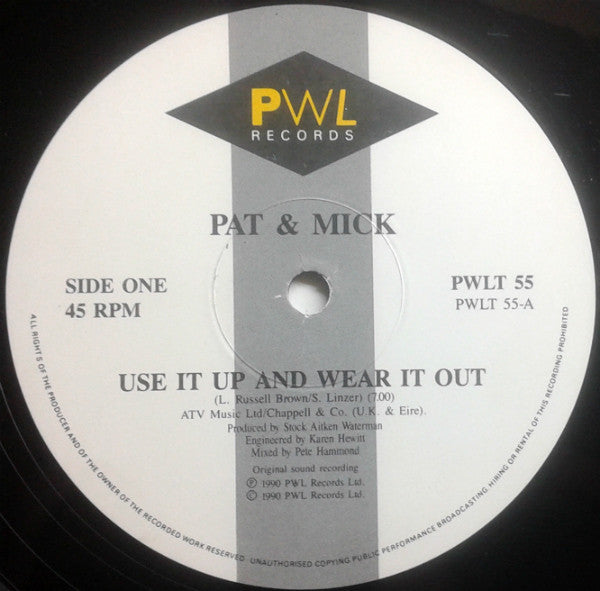 PWL
RECORDS
PAT & MICK
SIDE ONE
45 RPM
PWLT 55
PWLT 55-A
USE IT UP AND WEAR IT OUT
(L. Russell Brown/S. Linzer) (7.00)
ATV Music Ltd/Chappell & Co. (U.K. & Eire).
Produced by Stock Aitken Waterman
Engineered by Karen Hewitt
Mixed by Pete Hammond
Original sound recording
Ⓟ 1990 PWL Records Ltd.
© 1990 PWL Records Ltd.
ALL RIGHTS OF THE PRODUCER AND OF THE OWNER OF THE RECORDED WORK RESERVED UNAUTHORISED COPYING PUBLIC PERFORMANCE BROADCASTING, HIRING OR RENTAL OF THIS RECORDING PROHIBITED